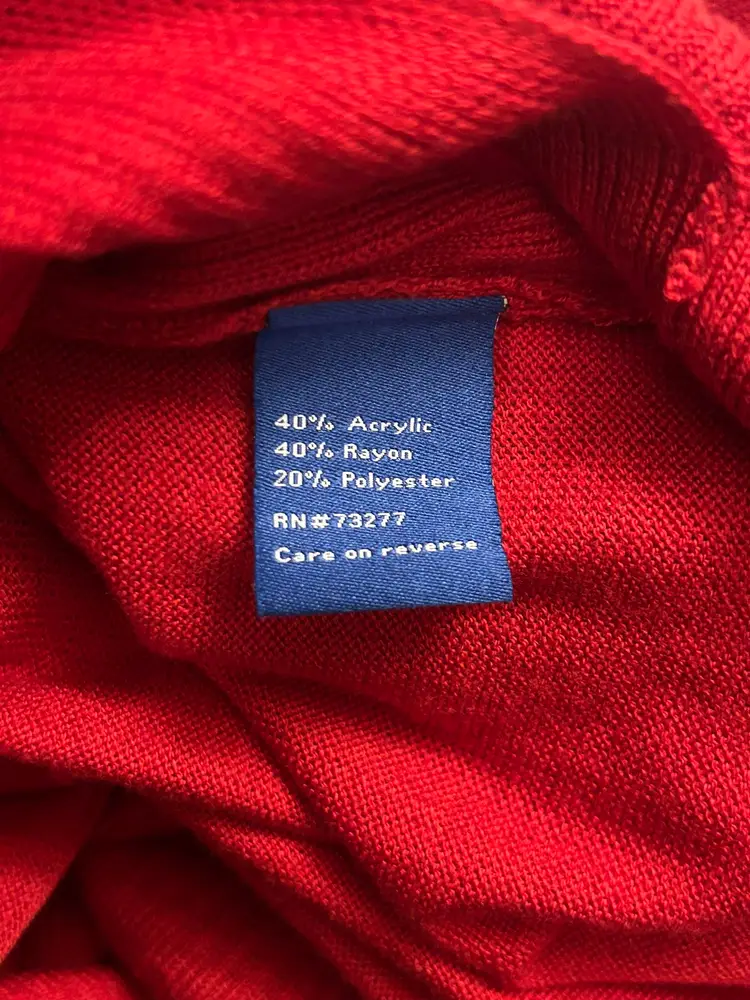 40% Acrylic
40% Rayon
20% Polyester
RN#73277
Care on reverse